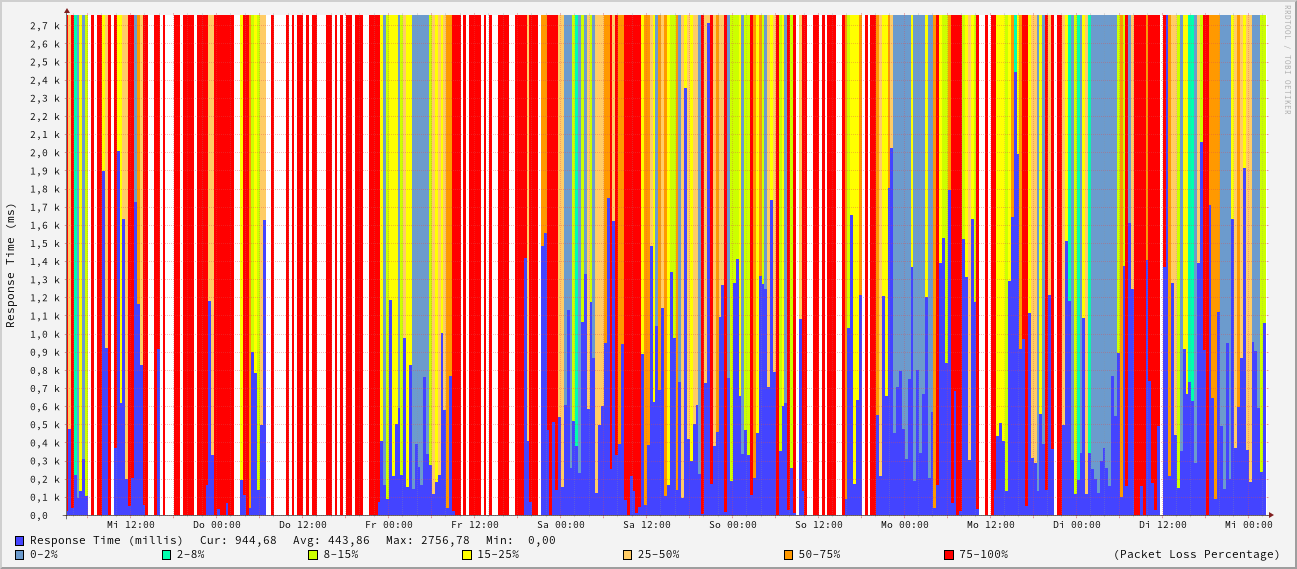 RRDTOOL / TOBI OETIKER
Response Time (ms)
2,7 k
2,6 k
2,5 k
2,4 k
2,3 k
2,2 k
2,1 k
2,0 k
1,9 k
1,8 k
1,7 k
1,6 k
1,5 k
1,4 k
1,3 k
1,2 k
1,1 k
1,0 k
0,9 k
0,8 k
0,7 k
0,6 k
0,5 k
0,4 k
0,3 k
0,2 k
0,1 k
0,0
Mi 12:00 Do 00:00 Do 12:00 Fr 00:00 Fr 12:00 Sa 00:00 Sa 12:00 So 00:00 So 12:00 Mo 00:00 Mo 12:00 Di 00:00 Di 12:00 Mi 00:00
Response Time (millis) Cur: 944,68 Avg: 443,86 Max: 2756,78 Min: 0,00
0-2% 2-8% 8-15% 15-25% 25-50% 50-75% 75-100% (Packet Loss Percentage)